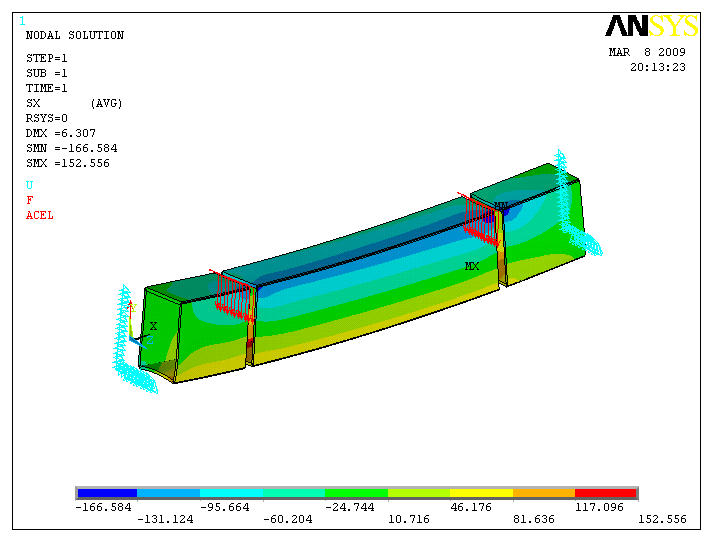 1
NODAL SOLUTION
STEP=1
SUB =1
TIME=1
SX (AVG)
RSYS=0
DMX =6.307
SMN =-166.584
SMX =152.556
U
F
ACEL
ANSYS
MAR 8 2009
20:13:23
MN
MX
X
-166.584 -95.664 -24.744 46.176 117.096
-131.124 -60.204 10.716 81.636 152.556